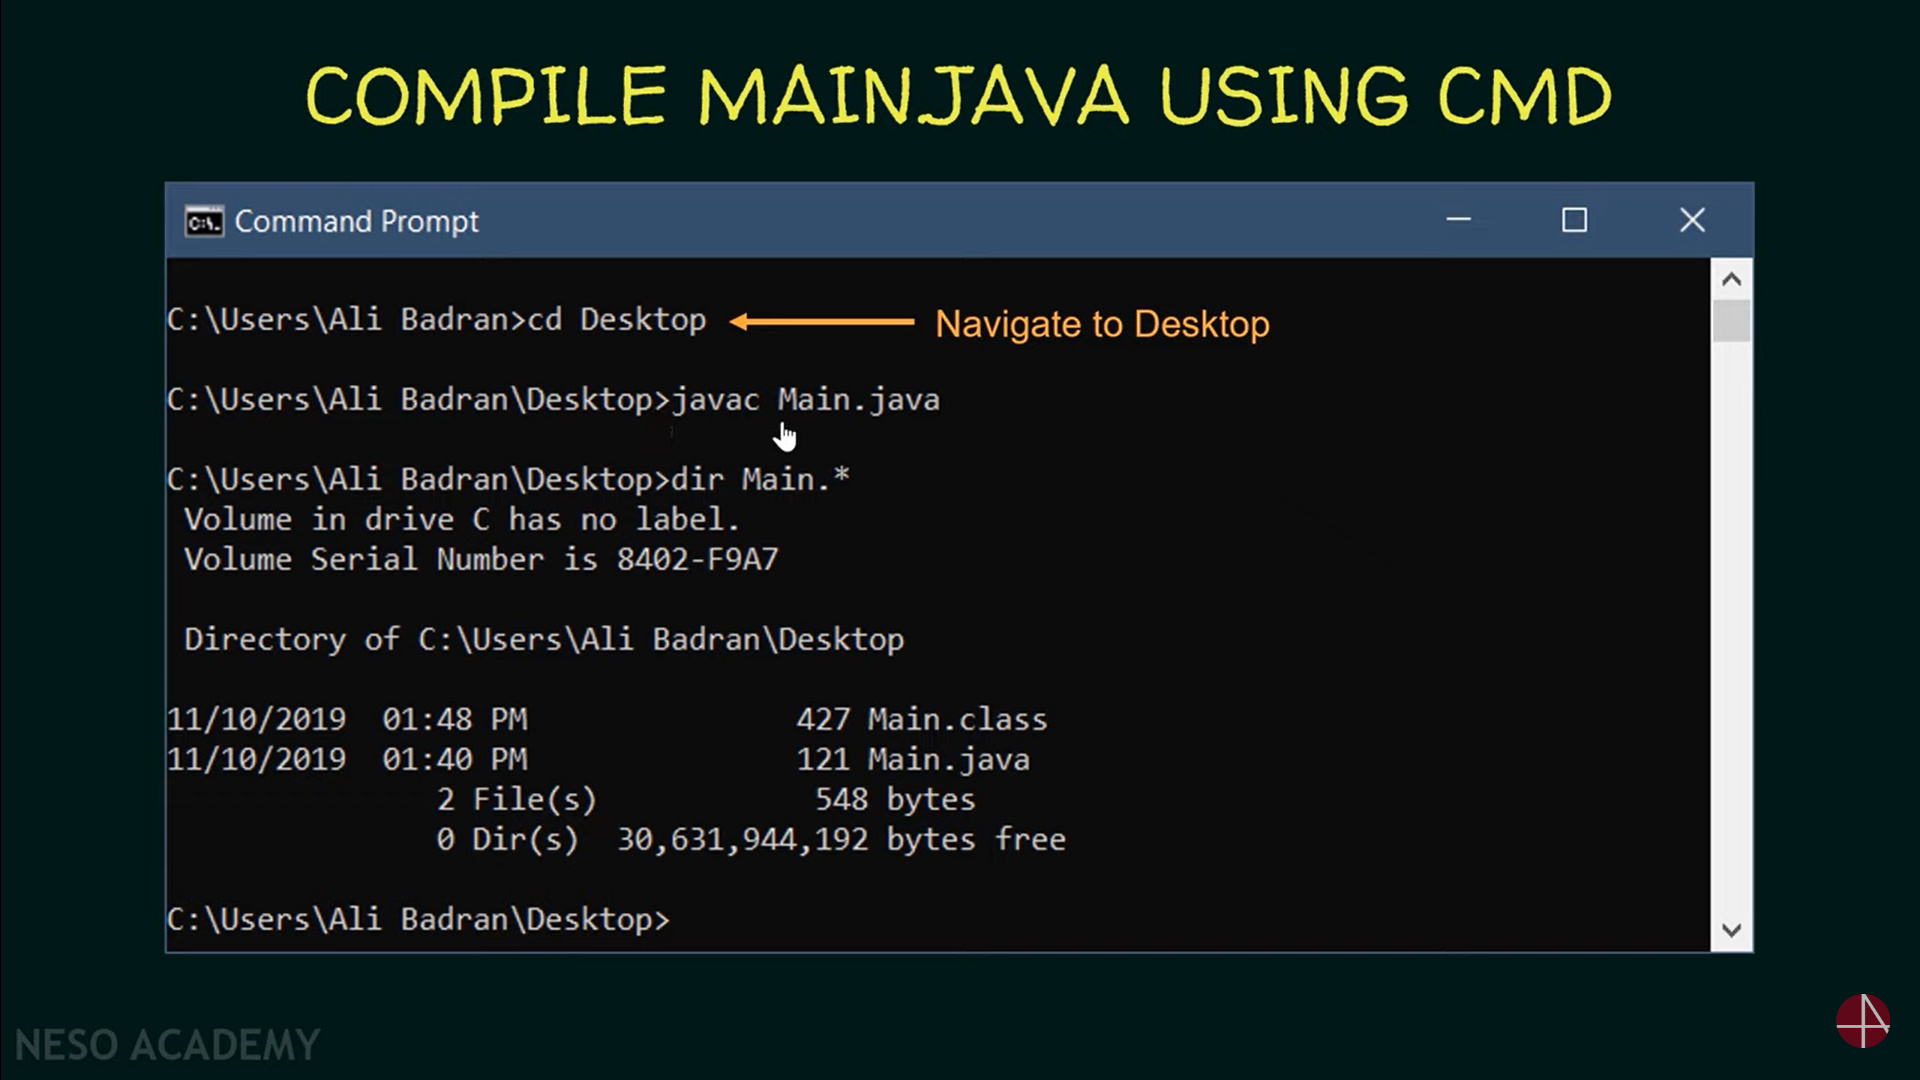 COMPILE MAIN.JAVA USING CMD
Command Prompt
C:\Users\Ali Badran>cd Desktop
Navigate to Desktop
C:\Users\Ali Badran\Desktop>javac Main.java
C:\Users\Ali Badran\Desktop>dir Main.*
Volume in drive C has no label.
Volume Serial Number is 8402-F9A7
Directory of C:\Users\Ali Badran\Desktop
11/10/2019 01:48 PM 427 Main.class
11/10/2019 01:40 PM 121 Main.java
2 File(s) 548 bytes
0 Dir(s) 30,631,944,192 bytes free
C:\Users\Ali Badran\Desktop>
NESO ACADEMY